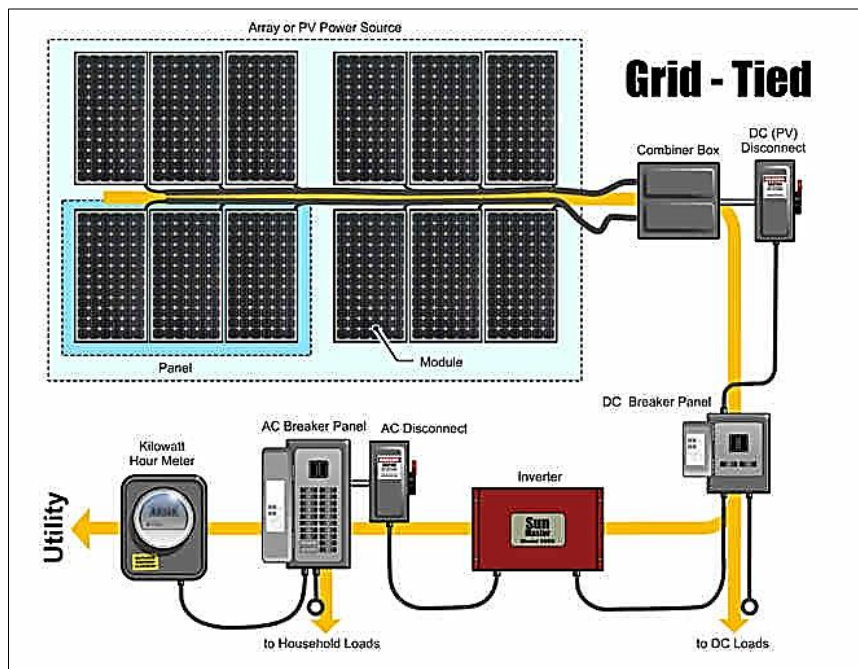 Array or PV Power Source
Grid - Tied
Combiner Box
DC (PV)
Disconnect
Module
Panel
DC Breaker Panel
AC Breaker Panel
AC Disconnect
Kilowatt
Hour Meter
Inverter
Sun
Utility
to Household Loads
to DC Loads